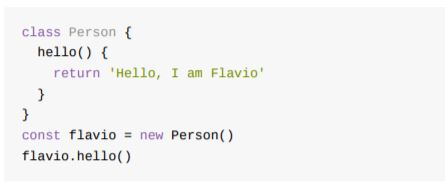 class Person {
  hello() {
    return 'Hello, I am Flavio'
  }
}
const flavio = new Person()
flavio.hello()